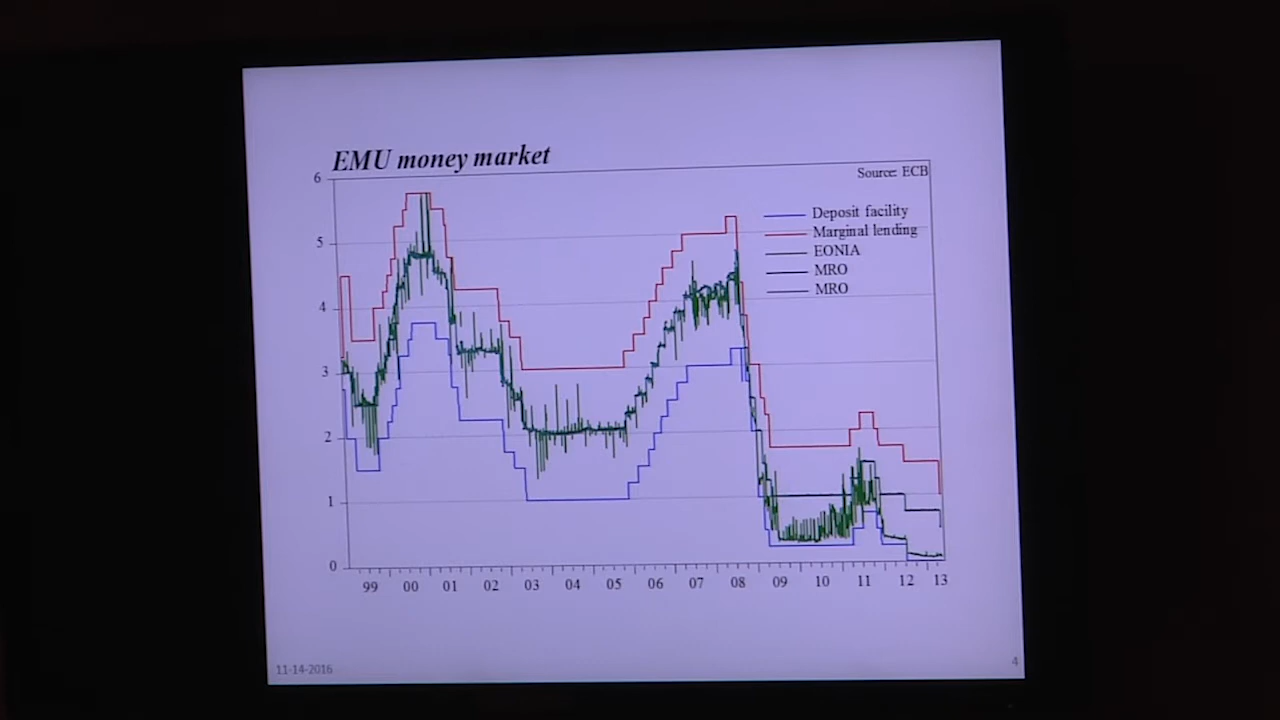 EMU money market
Source: ECB
6
5
4
3
2
1
0
Deposit facility
Marginal lending
EONIA
MRO
MRO
99 00 01 02 03 04 05 06 07 08 09 10 11 12 13
11-14-2016
4